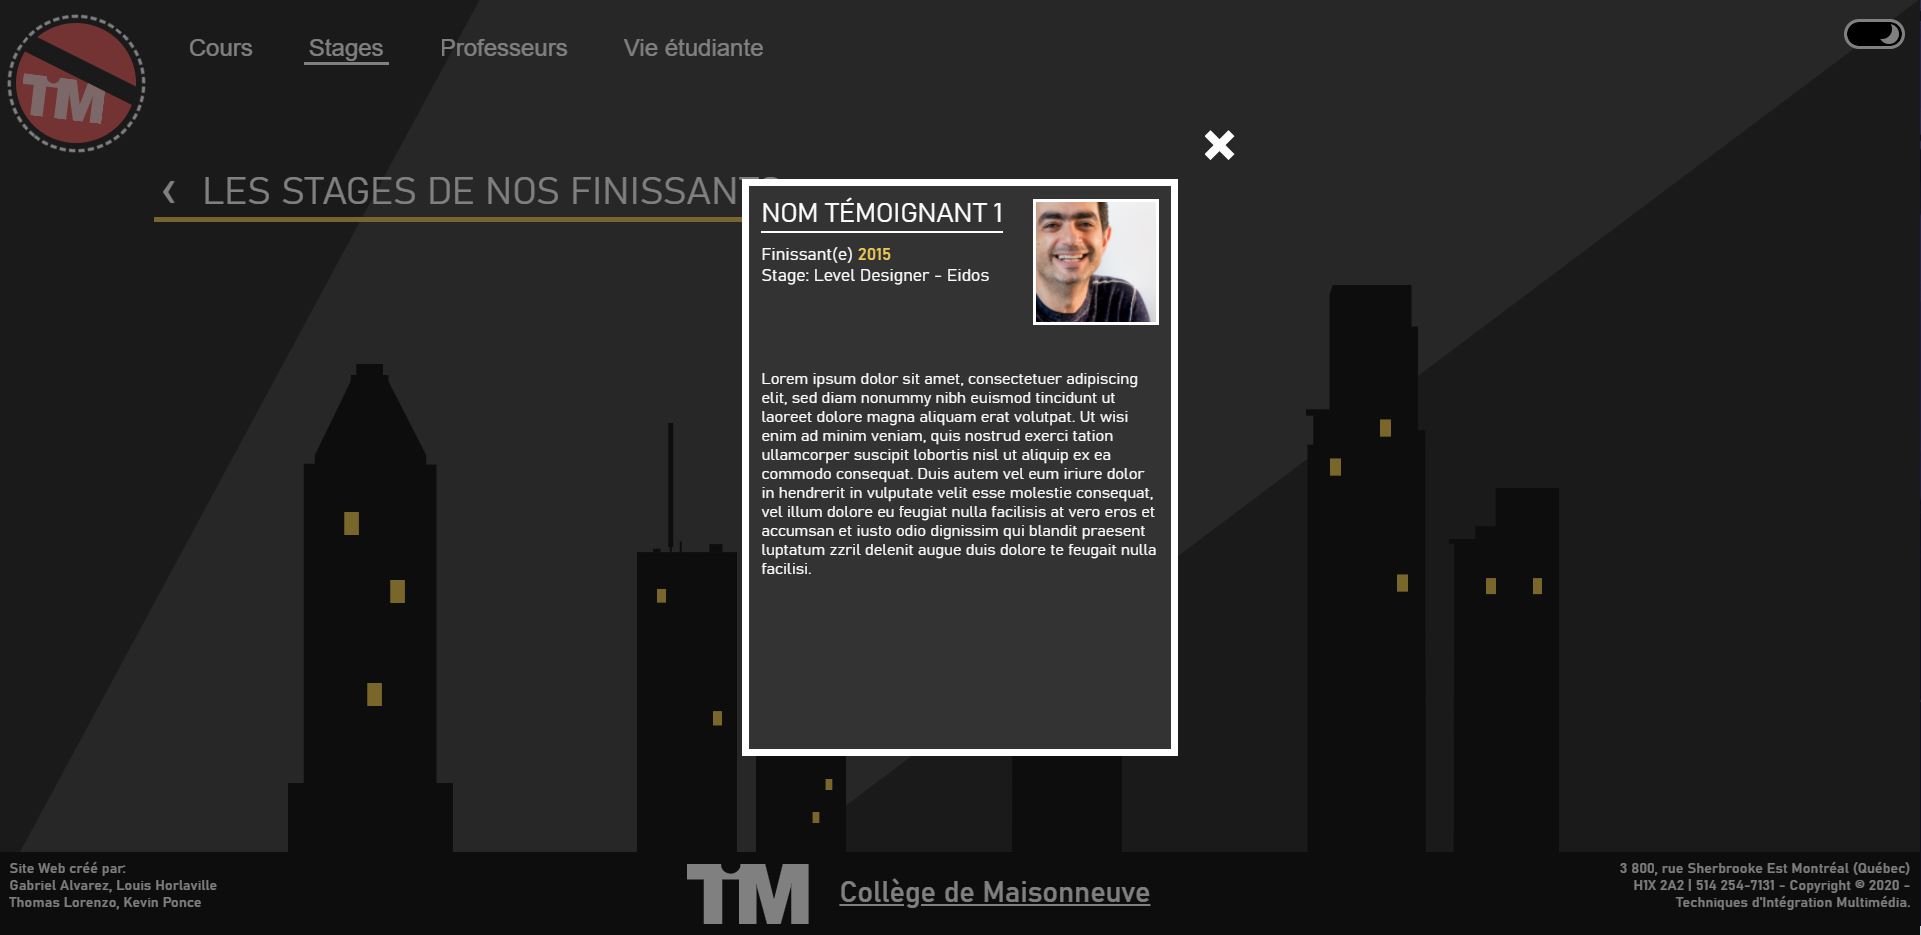 TiM
Cours
Stages
Professeurs
Vie étudiante
LES STAGES DE NOS FINISSANTS
NOM TÉMOIGNANT 1
Finissant(e) 2015
Stage: Level Designer - Eidos
Lorem ipsum dolor sit amet, consectetuer adipiscing
elit, sed diam nonummy nibh euismod tincidunt ut
laoreet dolore magna aliquam erat volutpat. Ut wisi
enim ad minim veniam, quis nostrud exerci tation
ullamcorper suscipit lobortis nisl ut aliquip ex ea
commodo consequat. Duis autem vel eum iriure dolor
in hendrerit in vulputate velit esse molestie consequat,
vel illum dolore eu feugiat nulla facilisis at vero eros et
accumsan et iusto odio dignissim qui blandit praesent
luptatum zzril delenit augue duis dolore te feugait nulla
facilisi.
Site Web créé par:
Gabriel Alvarez, Louis Horlaville
Thomas Lorenzo, Kevin Ponce
TiM
Collège de Maisonneuve
3 800, rue Sherbrooke Est Montréal (Québec)
H1X 2A2 | 514 254-7131 - Copyright © 2020 -
Techniques d'Intégration Multimédia.